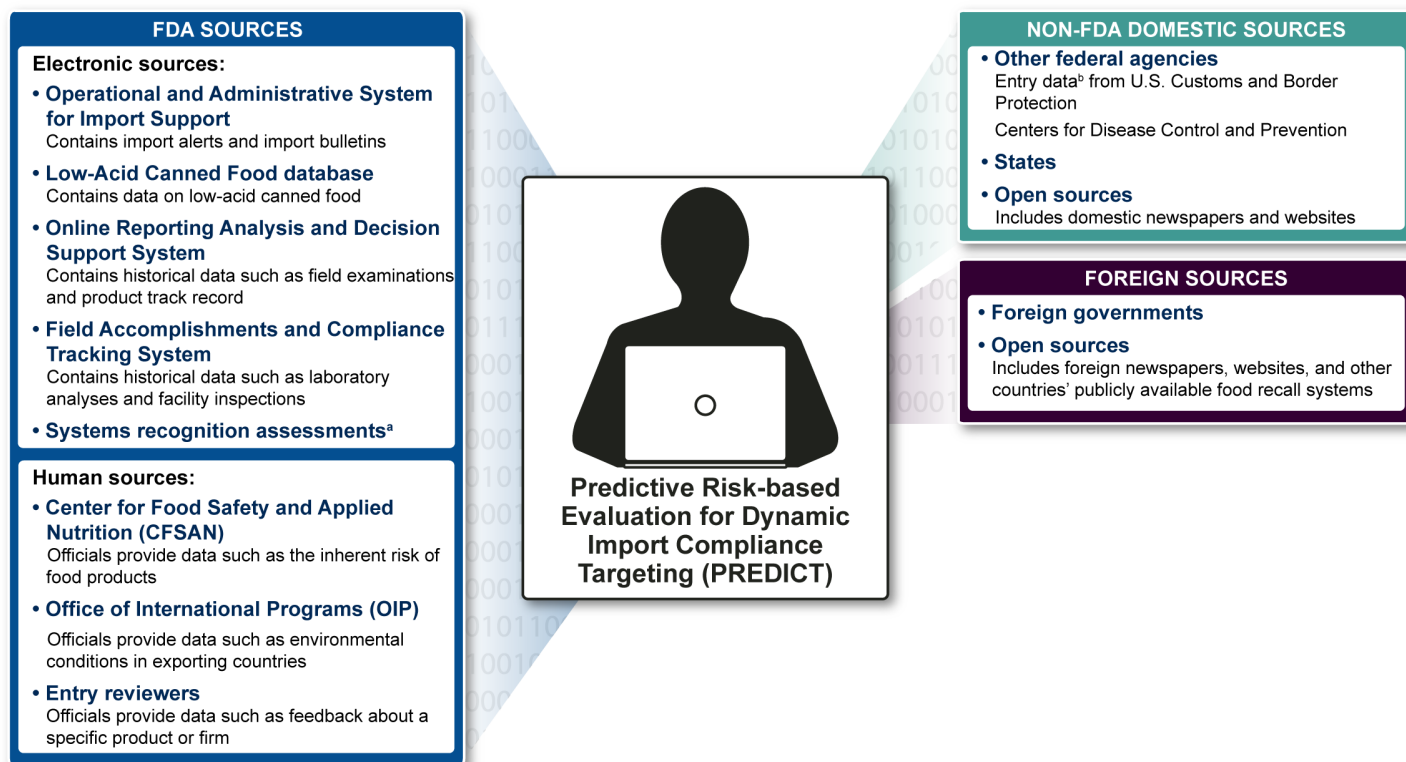 FDA SOURCES
Electronic sources:
• Operational and Administrative System
for Import Support
Contains import alerts and import bulletins
• Low-Acid Canned Food database
Contains data on low-acid canned food
• Online Reporting Analysis and Decision
Support System
Contains historical data such as field examinations
and product track record
• Field Accomplishments and Compliance
Tracking System
Contains historical data such as laboratory
analyses and facility inspections
• Systems recognition assessmentsᵃ
Human sources:
• Center for Food Safety and Applied
Nutrition (CFSAN)
Officials provide data such as the inherent risk of
food products
• Office of International Programs (OIP)
Officials provide data such as environmental
conditions in exporting countries
• Entry reviewers
Officials provide data such as feedback about a
specific product or firm
Predictive Risk-based
Evaluation for Dynamic
Import Compliance
Targeting (PREDICT)
NON-FDA DOMESTIC SOURCES
• Other federal agencies
Entry dataᵇ from U.S. Customs and Border
Protection
Centers for Disease Control and Prevention
• States
• Open sources
Includes domestic newspapers and websites
FOREIGN SOURCES
• Foreign governments
• Open sources
Includes foreign newspapers, websites, and other
countries’ publicly available food recall systems